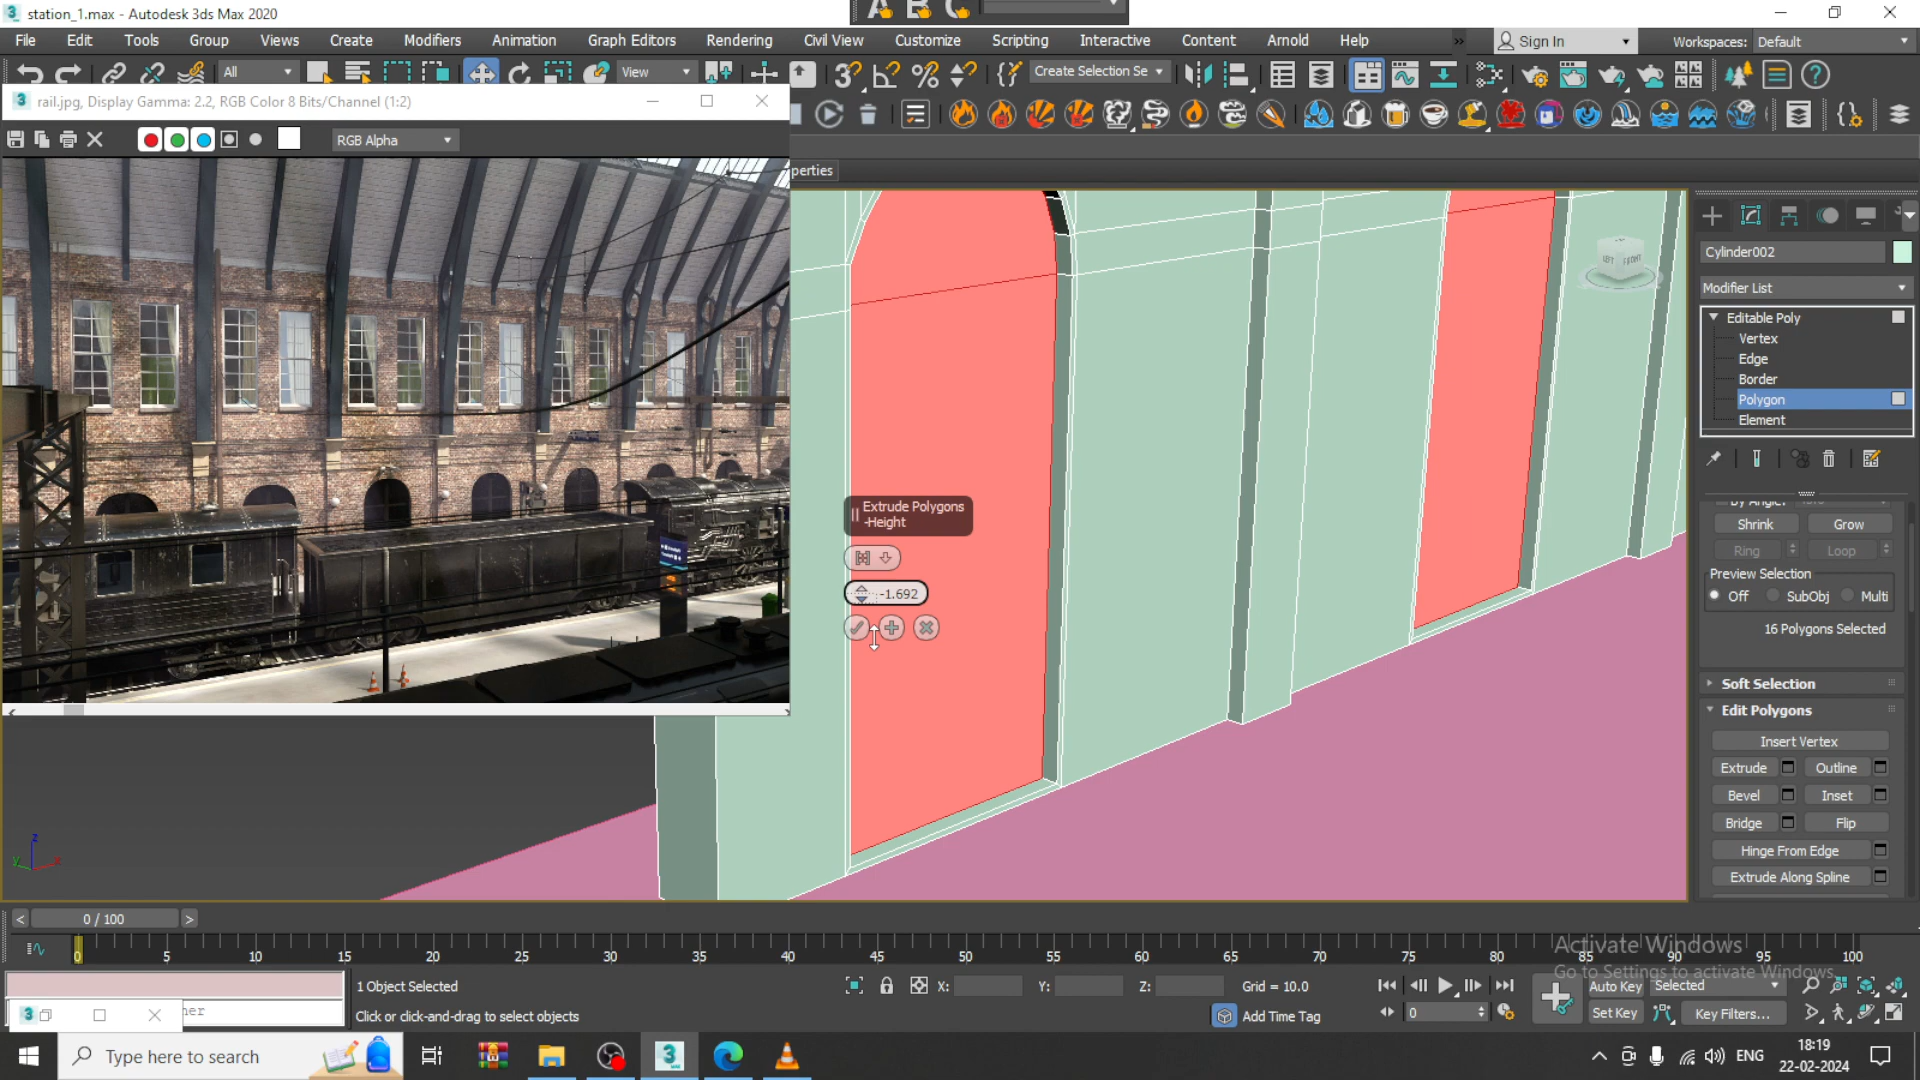 station_1.max - Autodesk 3ds Max 2020
File Edit Tools Group Views Create Modifiers Animation Graph Editors Rendering Civil View Customize Scripting Interactive Content Arnold Help
Sign In
Workspaces: Default
All
View
Create Selection Se
rail.jpg, Display Gamma: 2.2, RGB Color 8 Bits/Channel (1:2)
RGB Alpha
perties
LEFT FRONT
Extrude Polygons
-Height
-1.692
Cylinder002
Modifier List
Editable Poly
Vertex
Edge
Border
Polygon
Element
By Angle:
Shrink Grow
Ring Loop
Preview Selection
Off SubObj Multi
16 Polygons Selected
Soft Selection
Edit Polygons
Insert Vertex
Extrude Outline
Bevel Inset
Bridge Flip
Hinge From Edge
Extrude Along Spline
z
y x
< 0 / 100 >
0 5 10 15 20 25 30 35 40 45 50 55 60 65 70 75 80 85 90 95 100
Activate Windows
Go to Settings to activate Windows.
1 Object Selected
Click or click-and-drag to select objects
X: Y: Z: Grid = 10.0
Add Time Tag
0
Auto Key Selected
Set Key Key Filters...
ner
Type here to search
ENG
18:19
22-02-2024